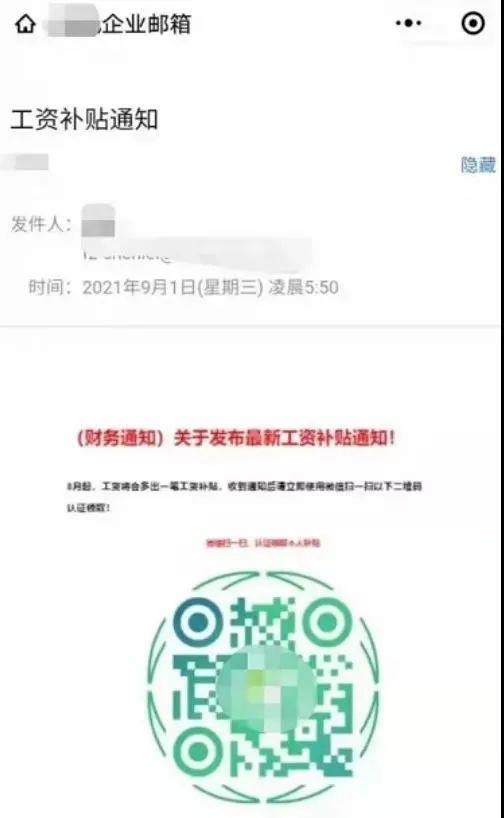 企业邮箱
工资补贴通知
隐藏
发件人：
时间：2021年9月1日(星期三) 凌晨5:50
（财务通知）关于发布最新工资补贴通知！
8月起，工资将会多出一笔工资补贴，收到通知后请立即使用微信扫一扫以下二维码
认证领取！
微信扫一扫，认证领取本人补贴